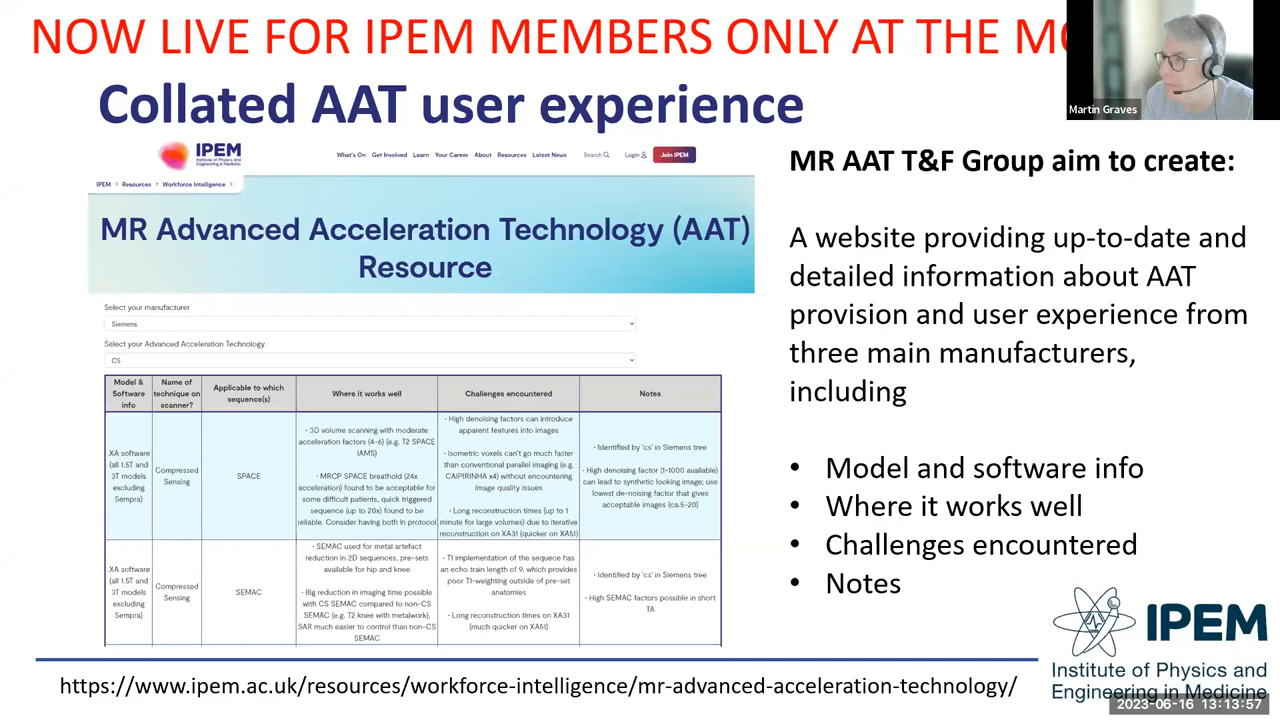 NOW LIVE FOR IPEM MEMBERS ONLY AT THE MO
Martin Graves
Collated AAT user experience
IPEM
Institute of Physics and
Engineering in Medicine
What's On Get Involved Learn Your Career About Resources Latest News Search Login Join IPEM
IPEM > Resources > Workforce Intelligence >
MR Advanced Acceleration Technology (AAT)
Resource
Select your manufacturer
Siemens
Select your Advanced Acceleration Technology
CS
Model &
Software
info
Name of
technique on
scanner?
Applicable to which
sequence(s)
Where it works well
Challenges encountered
Notes
XA software
(all 1.5T and
3T models
excluding
Sempra)
Compressed
Sensing
SPACE
• 3D volume scanning with moderate
acceleration factors (4-6) (e.g. T2 SPACE
IAMS)
• MRCP SPACE breathold (24x
acceleration) found to be acceptable for
some difficult patients, quick triggered
sequence (up to 20x) found to be
reliable. Consider having both in protocol
• High denoising factors can introduce
apparent features into images
• Isometric voxels can't go much faster
than conventional parallel imaging (e.g.
CAIPIRINHA x4) without encountering
image quality issues
• Long reconstruction times (up to 1
minute for large volumes) due to iterative
reconstruction on XA31 (quicker on XA51)
• Identified by 'cs' in Siemens tree
• High denoising factor (1-1000 available)
can lead to synthetic looking image; use
lowest de-noising factor that gives
acceptable images (ca.5-20)
XA software
(all 1.5T and
3T models
excluding
Sempra)
Compressed
Sensing
SEMAC
• SEMAC used for metal artefact
reduction in 2D sequences, pre-sets
available for hip and knee
• Big reduction in imaging time possible
with CS SEMAC compared to non-CS
SEMAC (e.g. T2 knee with metalwork),
SAR much easier to control than non-CS
SEMAC
• T1 implementation of the sequece has
an echo train length of 9, which provides
poor T1-weighting outside of pre-set
anatomies
• Long reconstruction times on XA31
(much quicker on XA51)
• Identified by 'cs' in Siemens tree
• High SEMAC factors possible in short
TA
MR AAT T&F Group aim to create:
A website providing up-to-date and
detailed information about AAT
provision and user experience from
three main manufacturers,
including
• Model and software info
• Where it works well
• Challenges encountered
• Notes
IPEM
Institute of Physics and
Engineering in Medicine
https://www.ipem.ac.uk/resources/workforce-intelligence/mr-advanced-acceleration-technology/
2023-06-16 13:13:57